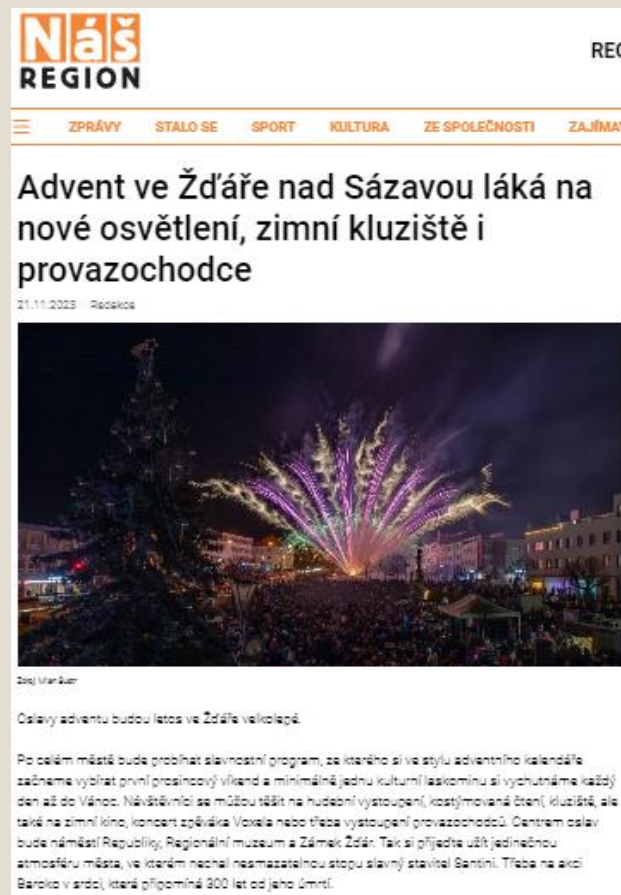 Náš
REGION
REG
ZPRÁVY STALO SE SPORT KULTURA ZE SPOLEČNOSTI ZAJÍMAV
Advent ve Žďáře nad Sázavou láká na
nové osvětlení, zimní kluziště i
provazochodce
21.11.2023 Redakce
Oslavy adventu budou letos ve Žďáře velkolepé.
Po celém městě bude probíhat slavnostní program, ze kterého si ve stylu adventního kalendáře
začneme vybírat první prosincový víkend a minimálně jednu kulturní laskominu si vychutnáme každý
den až do Vánoc. Návštěvníci se můžou těšit na hudební vystoupení, kostýmovaná čtení, kluziště, ale
také na zimní kino, koncert zpěváka Voxela nebo třeba vystoupení provazochodců. Centrem oslav
bude náměstí Republiky, Regionální muzeum a Zámek Žďár. Tak si přijeďte užít jedinečnou
atmosféru města, ve kterém nechal nesmazatelnou stopu slavný stavitel Santini. Třeba na akci
Baroko v srdci, která připomíná 300 let od jeho úmrtí.